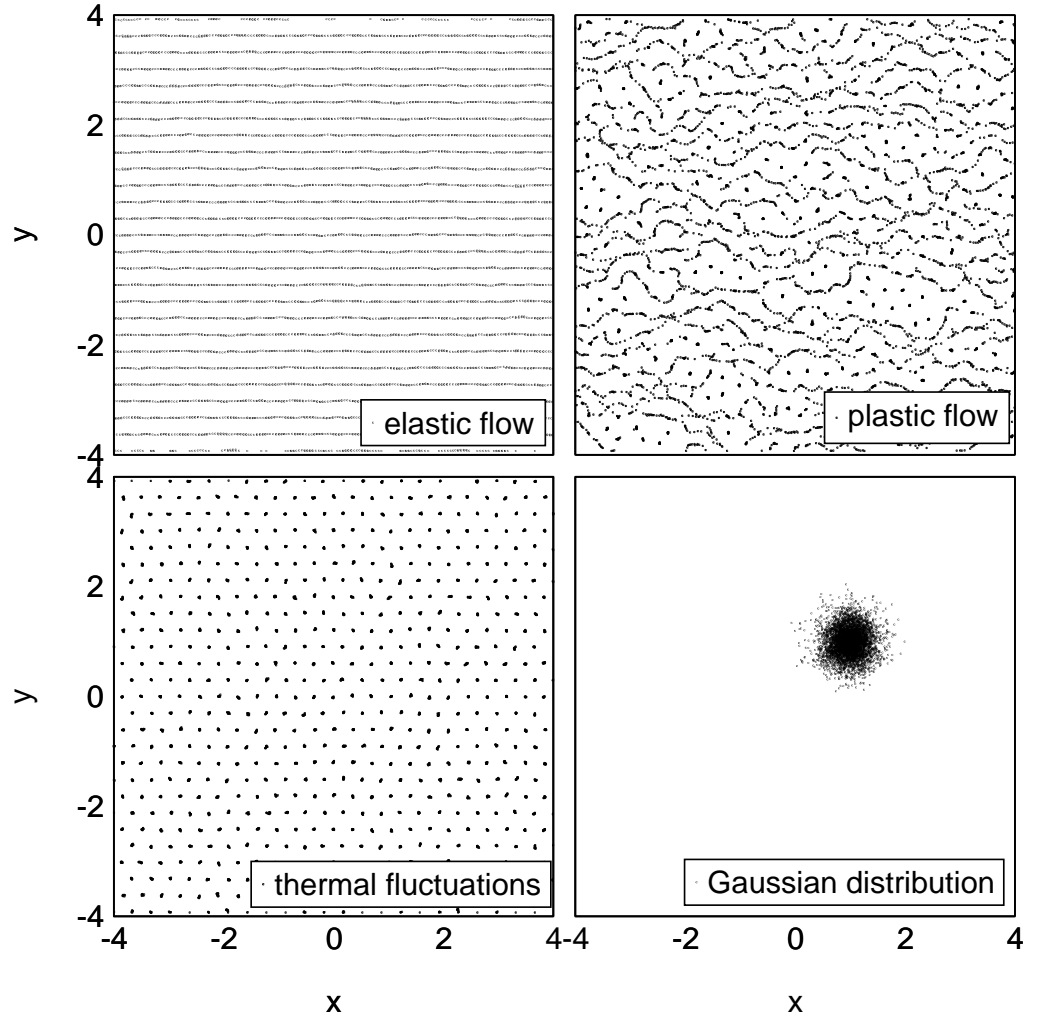 4
2
y
0
-2
-4
elastic flow
plastic flow
4
2
y
0
-2
-4
thermal fluctuations
Gaussian distribution
-4 -2 0 2 4
-4 -2 0 2 4
x
x